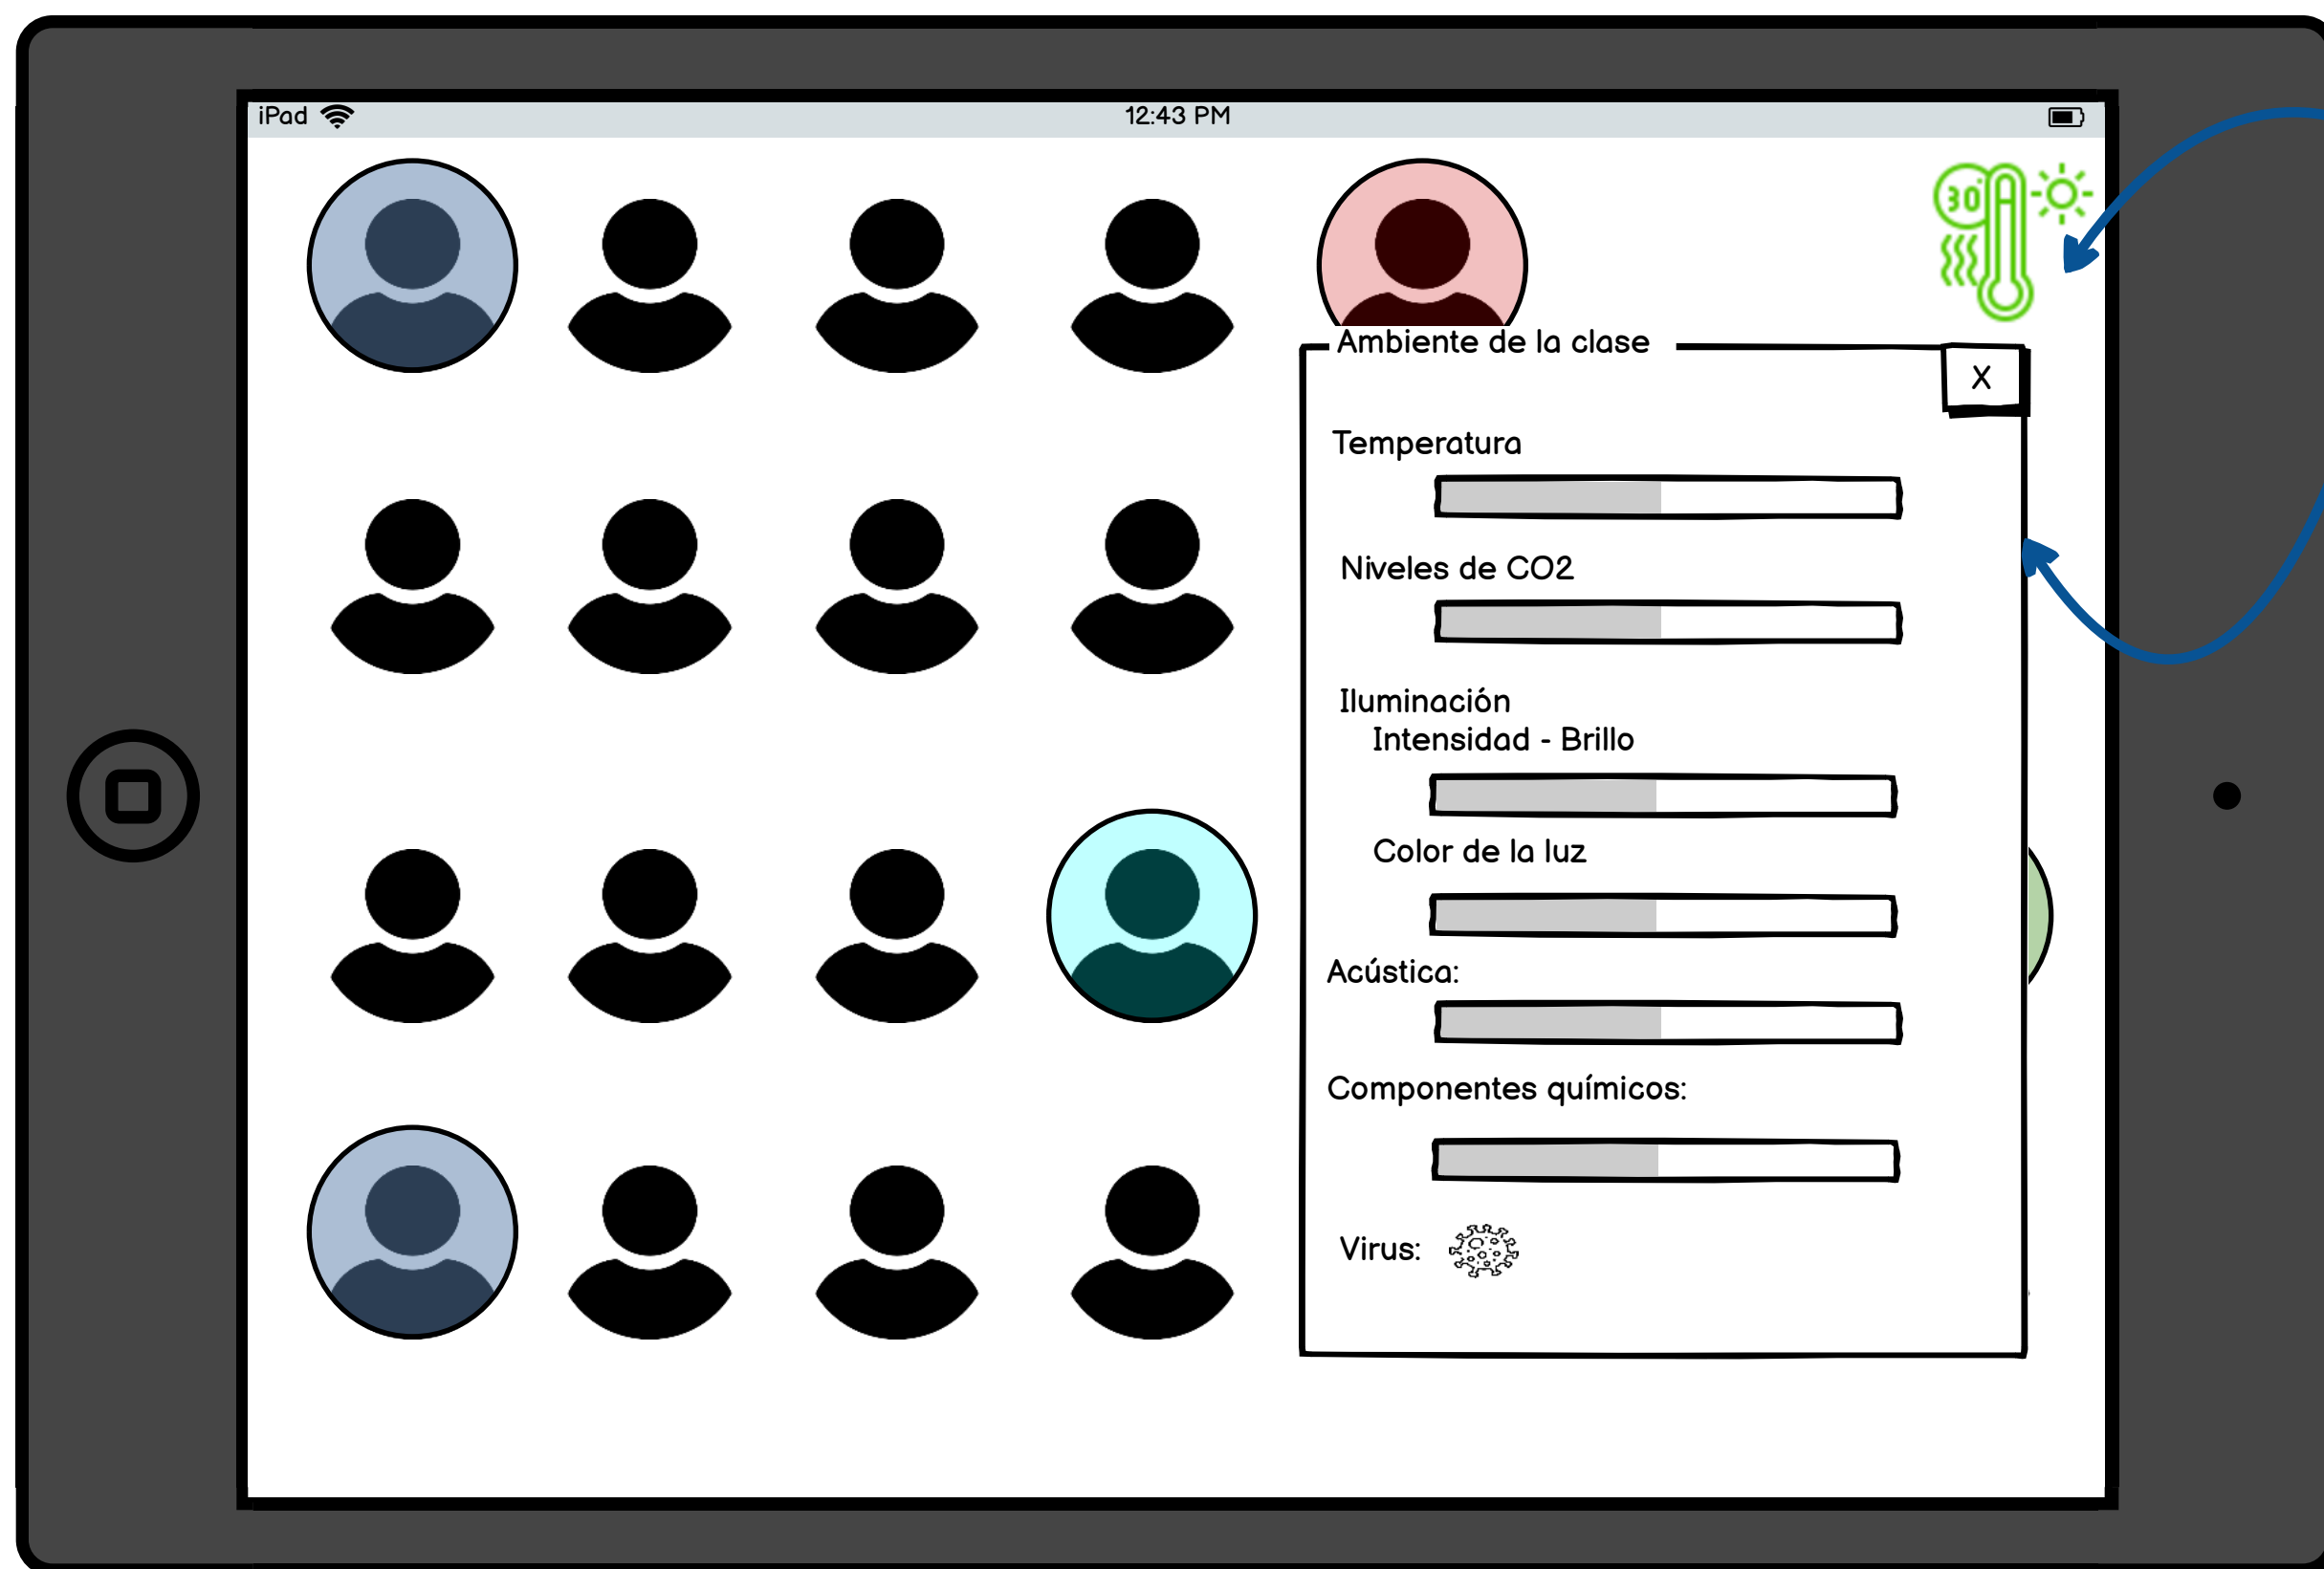 iPad
12:43 PM
30°
Ambiente de la clase
X
Temperatura
Niveles de CO2
Iluminación
Intensidad - Brillo
Color de la luz
Acústica:
Componentes químicos:
Virus: